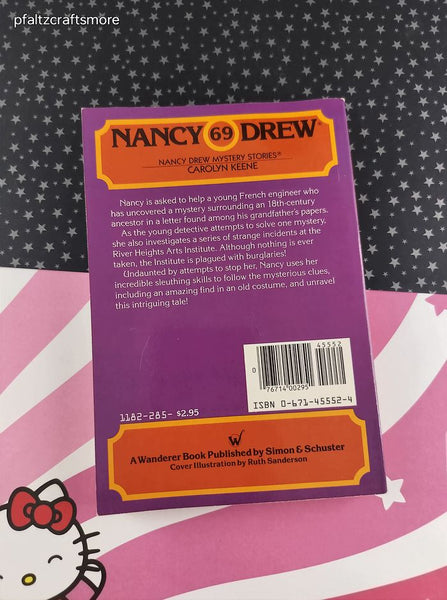 pfaltzcraftsmore
NANCY 69 DREW®
NANCY DREW MYSTERY STORIES®
CAROLYN KEENE
Nancy is asked to help a young French engineer who
has uncovered a mystery surrounding an 18th-century
ancestor in a letter found among his grandfather's papers.
As the young detective attempts to solve one mystery,
she also investigates a series of strange incidents at the
River Heights Arts Institute. Although nothing is ever
taken, the Institute is plagued with burglaries!
Undaunted by attempts to stop her, Nancy uses her
incredible sleuthing skills to follow the mysterious clues,
including an amazing find in an old costume, and unravel
this intriguing tale!
45552
0 76714 00295
ISBN 0-671-45552-4
1182-285- $2.95
W
A Wanderer Book Published by Simon & Schuster
Cover Illustration by Ruth Sanderson